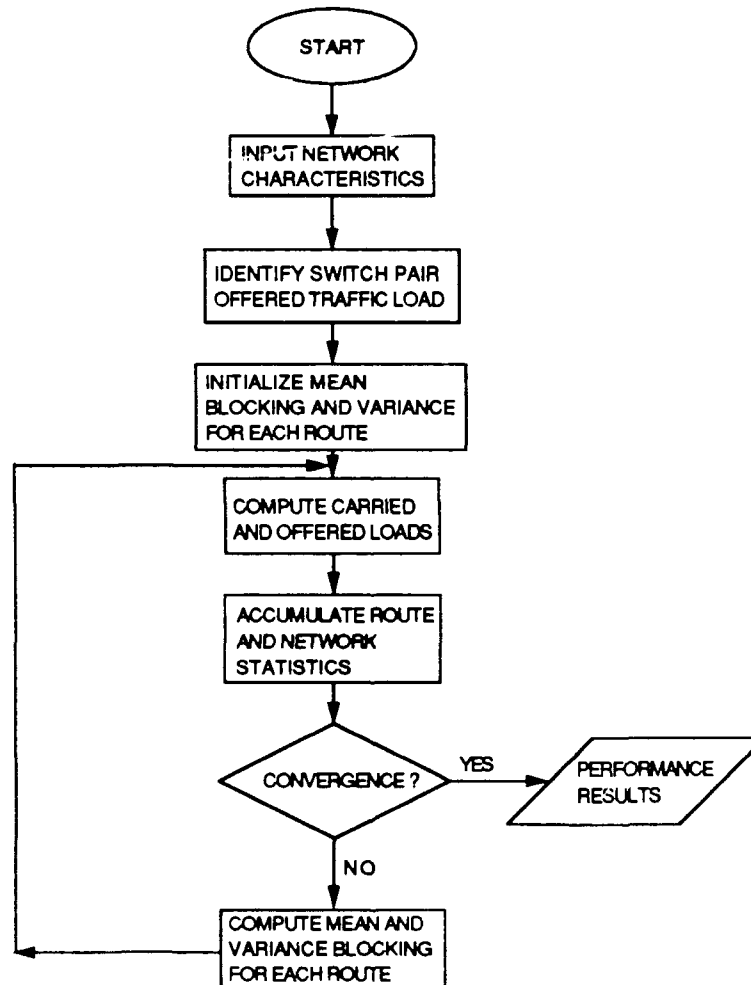 START
INPUT NETWORK
CHARACTERISTICS
IDENTIFY SWITCH PAIR
OFFERED TRAFFIC LOAD
INITIALIZE MEAN
BLOCKING AND VARIANCE
FOR EACH ROUTE
COMPUTE CARRIED
AND OFFERED LOADS
ACCUMULATE ROUTE
AND NETWORK
STATISTICS
CONVERGENCE ?
YES
PERFORMANCE
RESULTS
NO
COMPUTE MEAN AND
VARIANCE BLOCKING
FOR EACH ROUTE